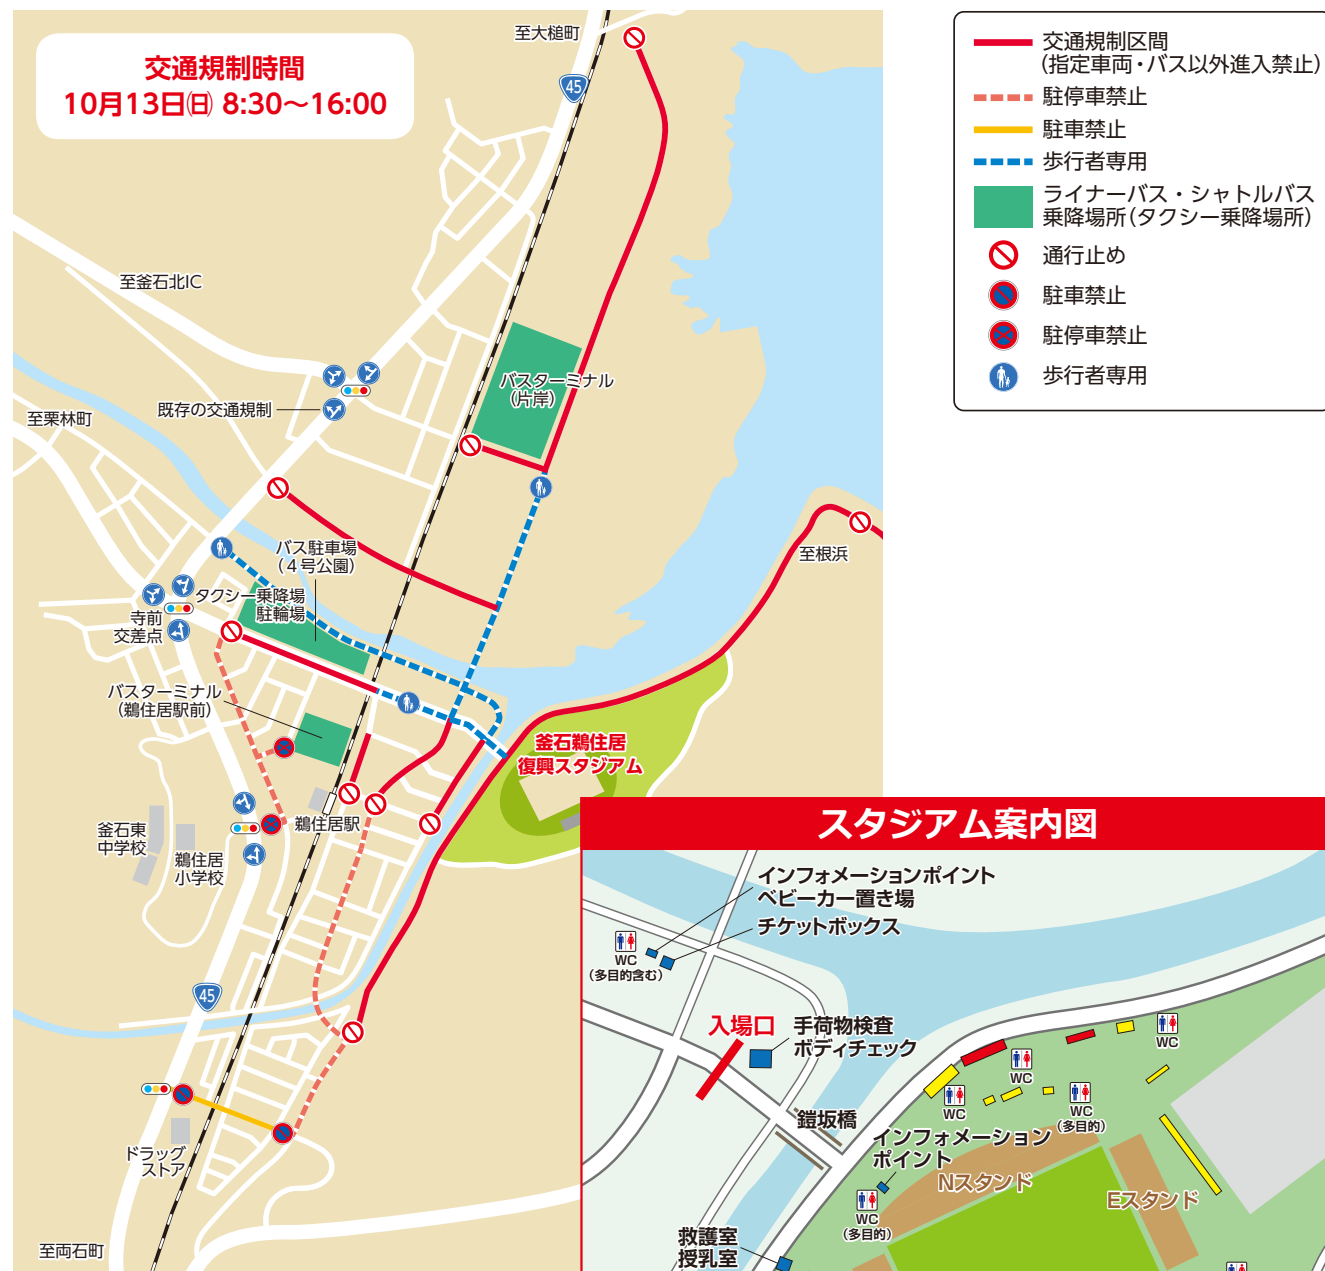 交通規制時間
10月13日㈰ 8:30〜16:00
至大槌町
45
至釜石北IC
既存の交通規制
至栗林町
バスターミナル
(片岸)
バス駐車場
(４号公園)
タクシー乗降場
駐輪場
寺前
交差点
至根浜
バスターミナル
(鵜住居駅前)
釜石鵜住居
復興スタジアム
鵜住居駅
釜石東
中学校
鵜住居
小学校
45
ドラッグ
ストア
至両石町
交通規制区間
(指定車両・バス以外進入禁止)
駐停車禁止
駐車禁止
歩行者専用
ライナーバス・シャトルバス
乗降場所(タクシー乗降場所)
通行止め
駐車禁止
駐停車禁止
歩行者専用
スタジアム案内図
インフォメーションポイント
ベビーカー置き場
チケットボックス
WC
(多目的含む)
入場口
手荷物検査
ボディチェック
鎧坂橋
WC
WC
WC
WC
(多目的)
インフォメーション
ポイント
Nスタンド
Eスタンド
WC
(多目的)
救護室
授乳室